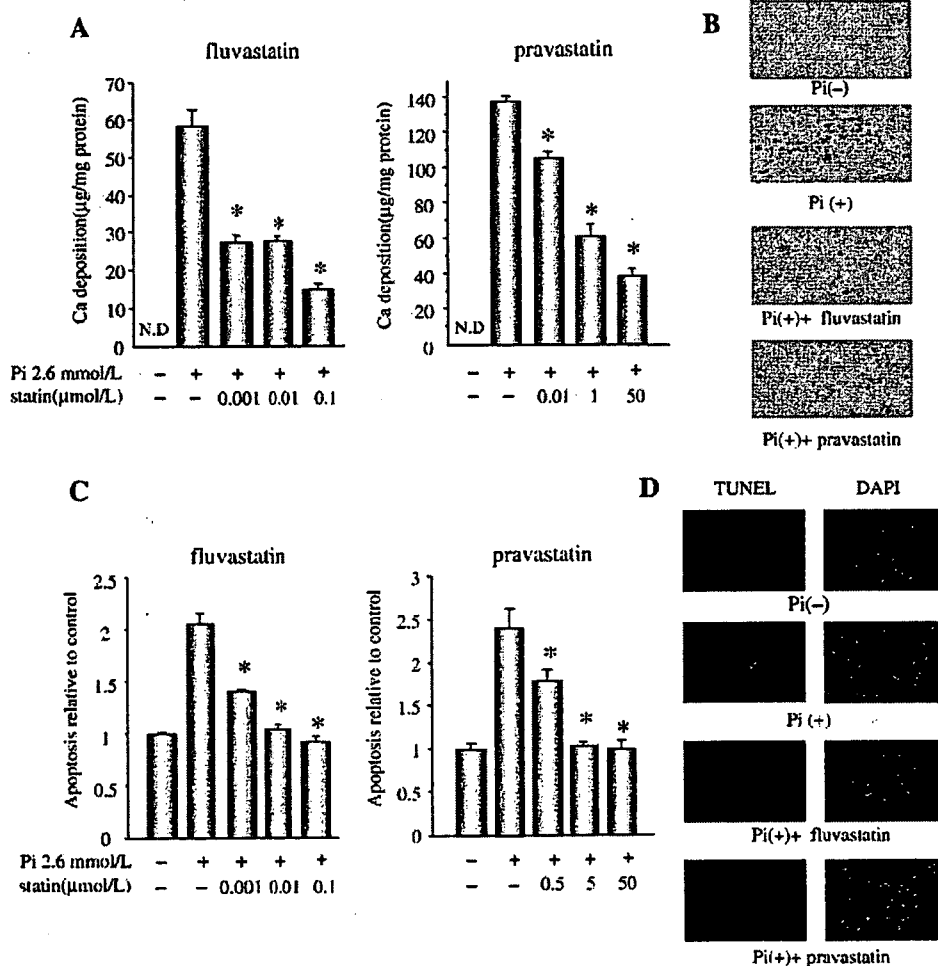 A
fluvastatin
Ca deposition(µg/mg protein)
70
60
50
40
30
20
10
0
N.D
*
*
*
Pi 2.6 mmol/L – + + + +
statin(µmol/L) – – 0.001 0.01 0.1
pravastatin
Ca deposition(µg/mg protein)
140
120
100
80
60
40
20
0
N.D
*
*
*
– + + + +
– – 0.01 1 50
B
Pi(–)
Pi (+)
Pi(+)+ fluvastatin
Pi(+)+ pravastatin
C
fluvastatin
Apoptosis relative to control
2.5
2
1.5
1
0.5
0
*
*
*
Pi 2.6 mmol/L – + + + +
statin(µmol/L) – – 0.001 0.01 0.1
pravastatin
Apoptosis relative to control
3
2.5
2
1.5
1
0.5
0
*
*
*
– + + + +
– – 0.5 5 50
D
TUNEL DAPI
Pi(–)
Pi (+)
Pi(+)+ fluvastatin
Pi(+)+ pravastatin